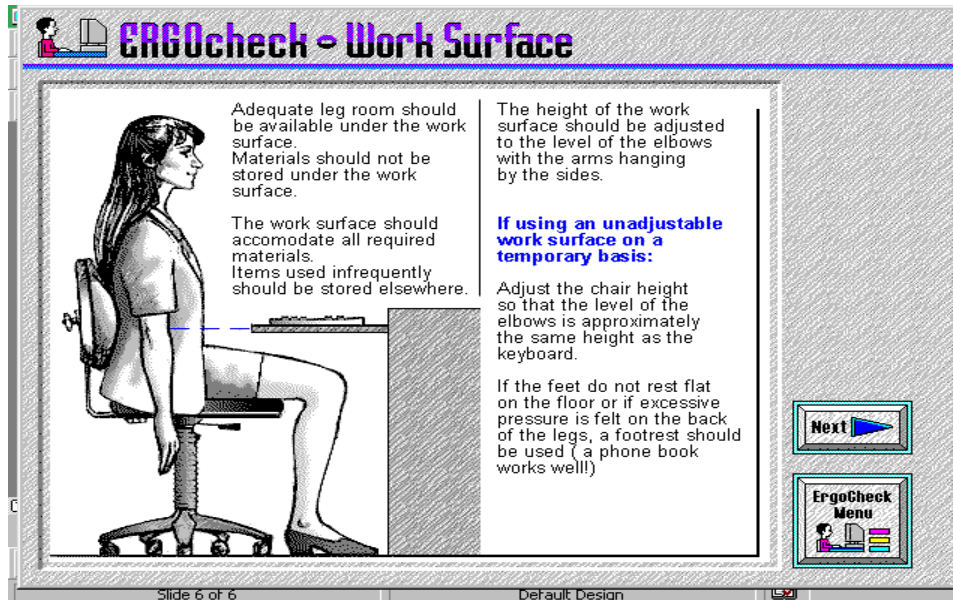 ERGOcheck - Work Surface
Adequate leg room should
be available under the work
surface.
Materials should not be
stored under the work
surface.
The work surface should
accomodate all required
materials.
Items used infrequently
should be stored elsewhere.
The height of the work
surface should be adjusted
to the level of the elbows
with the arms hanging
by the sides.
If using an unadjustable
work surface on a
temporary basis:
Adjust the chair height
so that the level of the
elbows is approximately
the same height as the
keyboard.
If the feet do not rest flat
on the floor or if excessive
pressure is felt on the back
of the legs, a footrest should
be used ( a phone book
works well!)
Next
ErgoCheck
Menu
Slide 6 of 6
Default Design